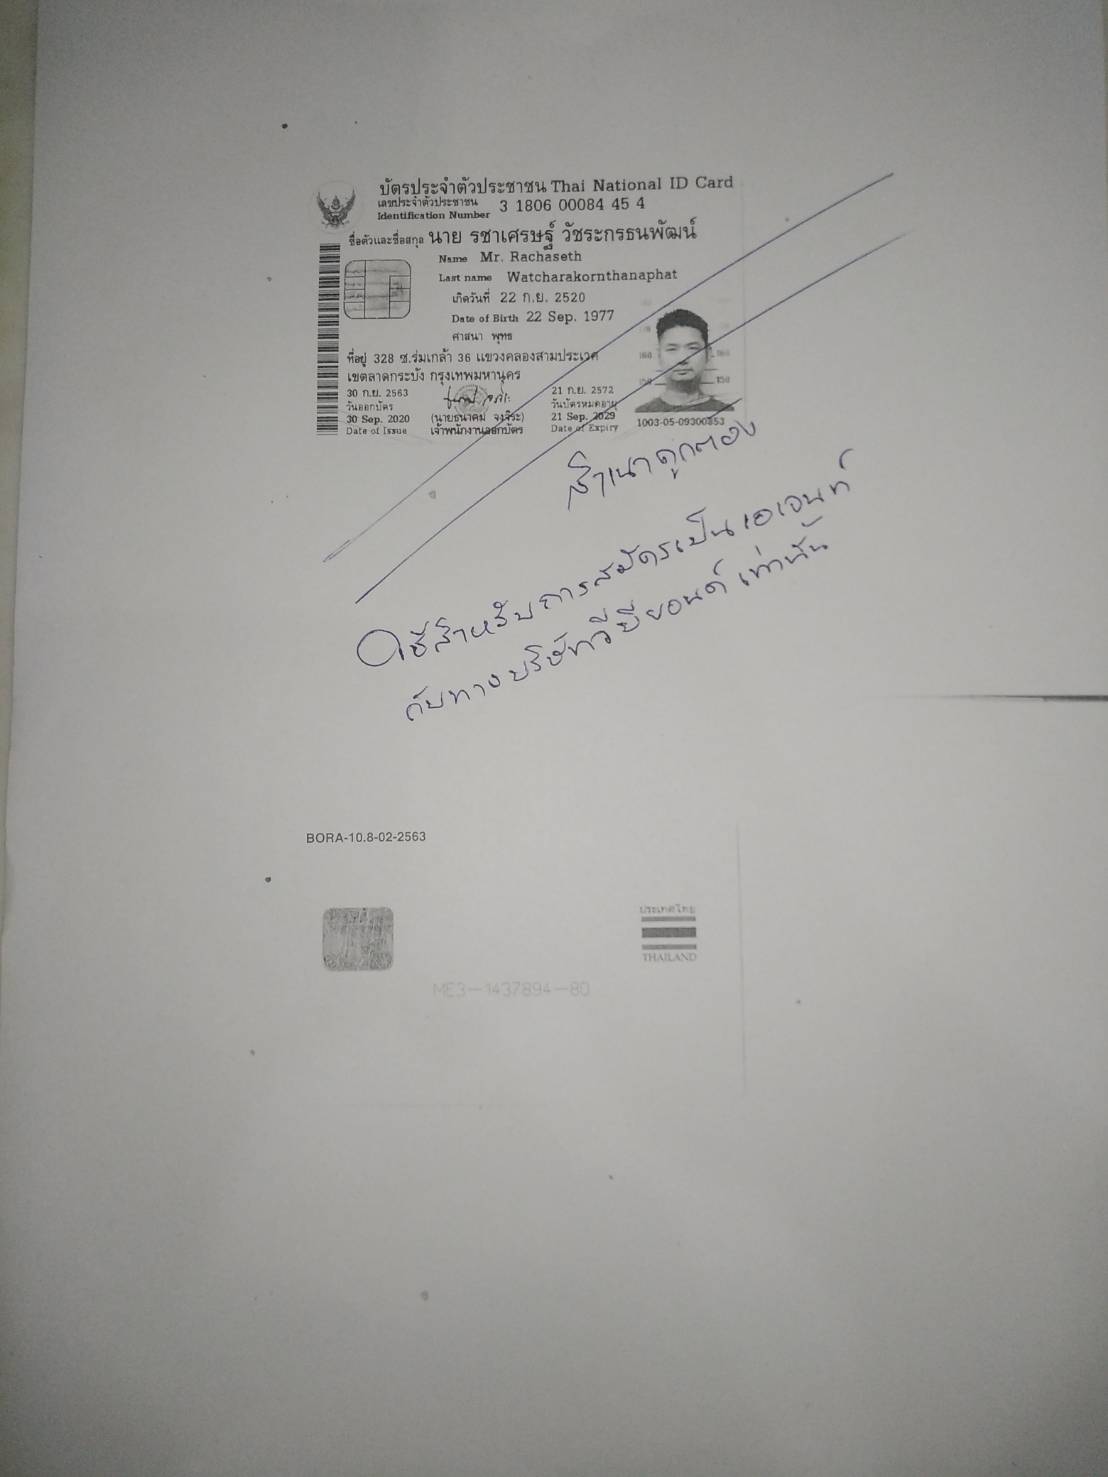 บัตรประจำตัวประชาชน Thai National ID Card
เลขประจำตัวประชาชน
Identification Number 3 1806 00084 45 4
ชื่อตัวและชื่อสกุล นาย รชาเศรษฐ์ วัชระกรธนพัฒน์
Name Mr. Rachaseth
Last name Watcharakornthanaphat
เกิดวันที่ 22 ก.ย. 2520
Date of Birth 22 Sep. 1977
ศาสนา พุทธ
ที่อยู่ 328 ซ.ร่มเกล้า 36 แขวงคลองสามประเวศ
เขตลาดกระบัง กรุงเทพมหานคร
30 ก.ย. 2563
วันออกบัตร
30 Sep. 2020
Date of Issue
(นายธนาคม จงจิระ)
เจ้าพนักงานออกบัตร
21 ก.ย. 2572
วันบัตรหมดอายุ
21 Sep. 2029
Date of Expiry
160 160
150 150
1003-05-09300853
สำเนาถูกต้อง
ใช้สำหรับการสมัครเป็นเอเจนท์
กับทางบริษัทวีบียอนด์ เท่านั้น
BORA-10.8-02-2563
ประเทศไทย
THAILAND
ME3-1437894-80